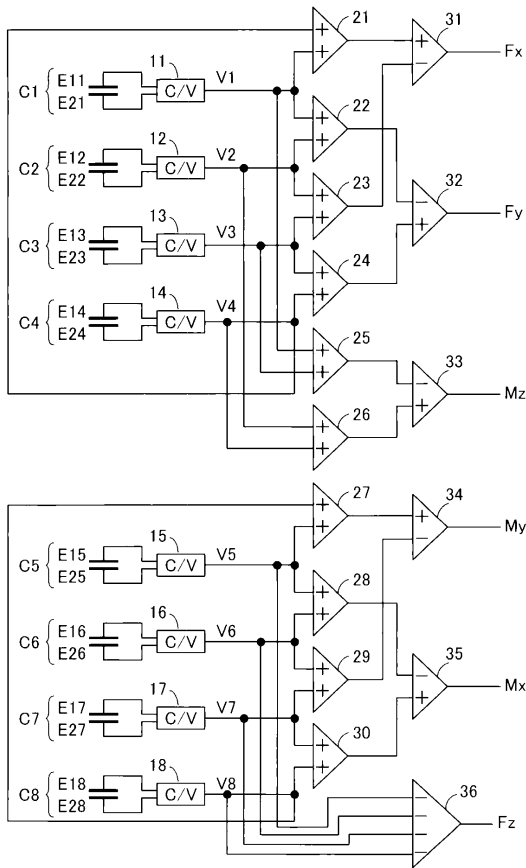 21
31
+
+
+
−
Fx
C1
E11
E21
11
C/V
V1
22
+
+
C2
E12
E22
12
C/V
V2
23
+
+
32
−
+
Fy
C3
E13
E23
13
C/V
V3
24
+
+
C4
E14
E24
14
C/V
V4
25
+
+
33
−
+
Mz
26
+
+
27
+
+
34
+
−
My
C5
E15
E25
15
C/V
V5
28
+
+
C6
E16
E26
16
C/V
V6
29
+
+
35
−
+
Mx
C7
E17
E27
17
C/V
V7
30
+
+
C8
E18
E28
18
C/V
V8
36
−
−
−
−
Fz